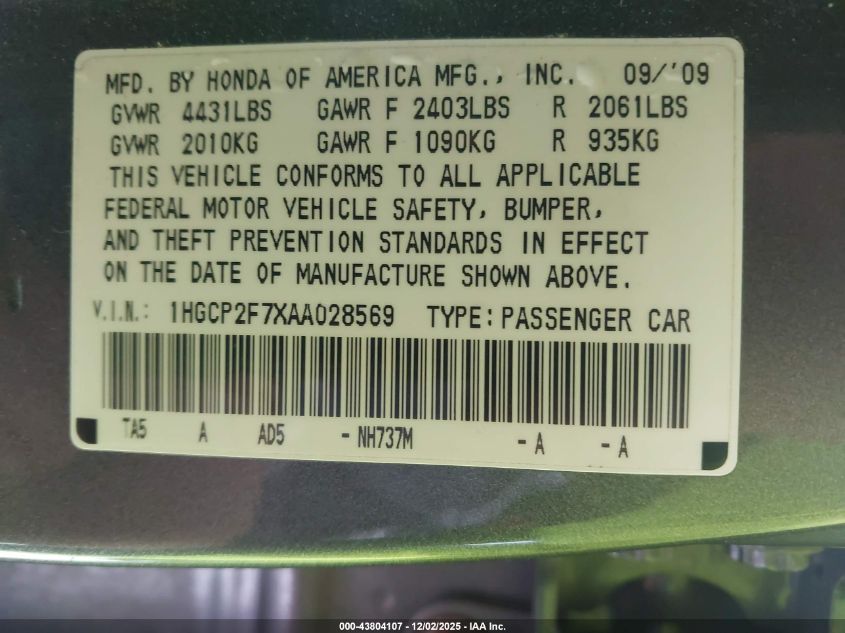 MFD. BY HONDA OF AMERICA MFG., INC. 09/'09
GVWR 4431LBS GAWR F 2403LBS R 2061LBS
GVWR 2010KG GAWR F 1090KG R 935KG
THIS VEHICLE CONFORMS TO ALL APPLICABLE
FEDERAL MOTOR VEHICLE SAFETY, BUMPER,
AND THEFT PREVENTION STANDARDS IN EFFECT
ON THE DATE OF MANUFACTURE SHOWN ABOVE.
V.I.N.: 1HGCP2F7XAA028569 TYPE: PASSENGER CAR
TA5 A AD5 - NH737M - A - A
000-43804107 - 12/02/2025 - IAA Inc.